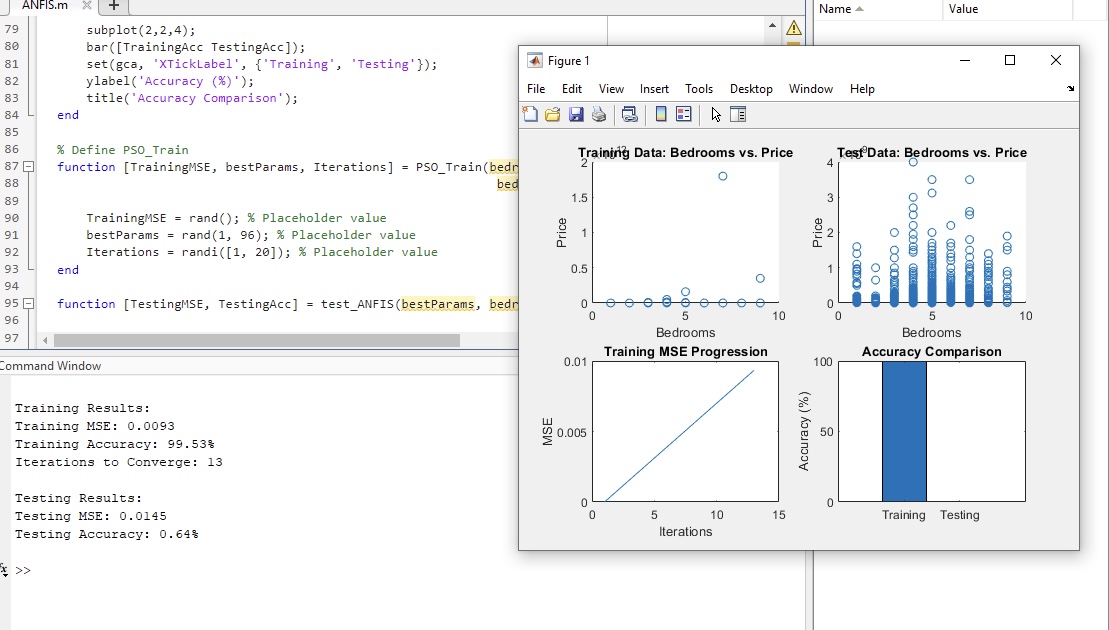 ANFIS.m
79 subplot(2,2,4);
80 bar([TrainingAcc TestingAcc]);
81 set(gca, 'XTickLabel', {'Training', 'Testing'});
82 ylabel('Accuracy (%)');
83 title('Accuracy Comparison');
84 end
85
86 % Define PSO_Train
87 function [TrainingMSE, bestParams, Iterations] = PSO_Train(bedr
88 bed
89
90 TrainingMSE = rand(); % Placeholder value
91 bestParams = rand(1, 96); % Placeholder value
92 Iterations = randi([1, 20]); % Placeholder value
93 end
94
95 function [TestingMSE, TestingAcc] = test_ANFIS(bestParams, bedr
96
97
Command Window
Training Results:
Training MSE: 0.0093
Training Accuracy: 99.53%
Iterations to Converge: 13
Testing Results:
Testing MSE: 0.0145
Testing Accuracy: 0.64%
fx >>
Name Value
Figure 1
File Edit View Insert Tools Desktop Window Help
Training Data: Bedrooms vs. Price
2
1.5
1
0.5
0
Price
0 5 10
Bedrooms
Test Data: Bedrooms vs. Price
4
3
2
1
0
Price
0 5 10
Bedrooms
Training MSE Progression
0.01
0.005
0
MSE
0 5 10 15
Iterations
Accuracy Comparison
100
50
0
Accuracy (%)
Training Testing